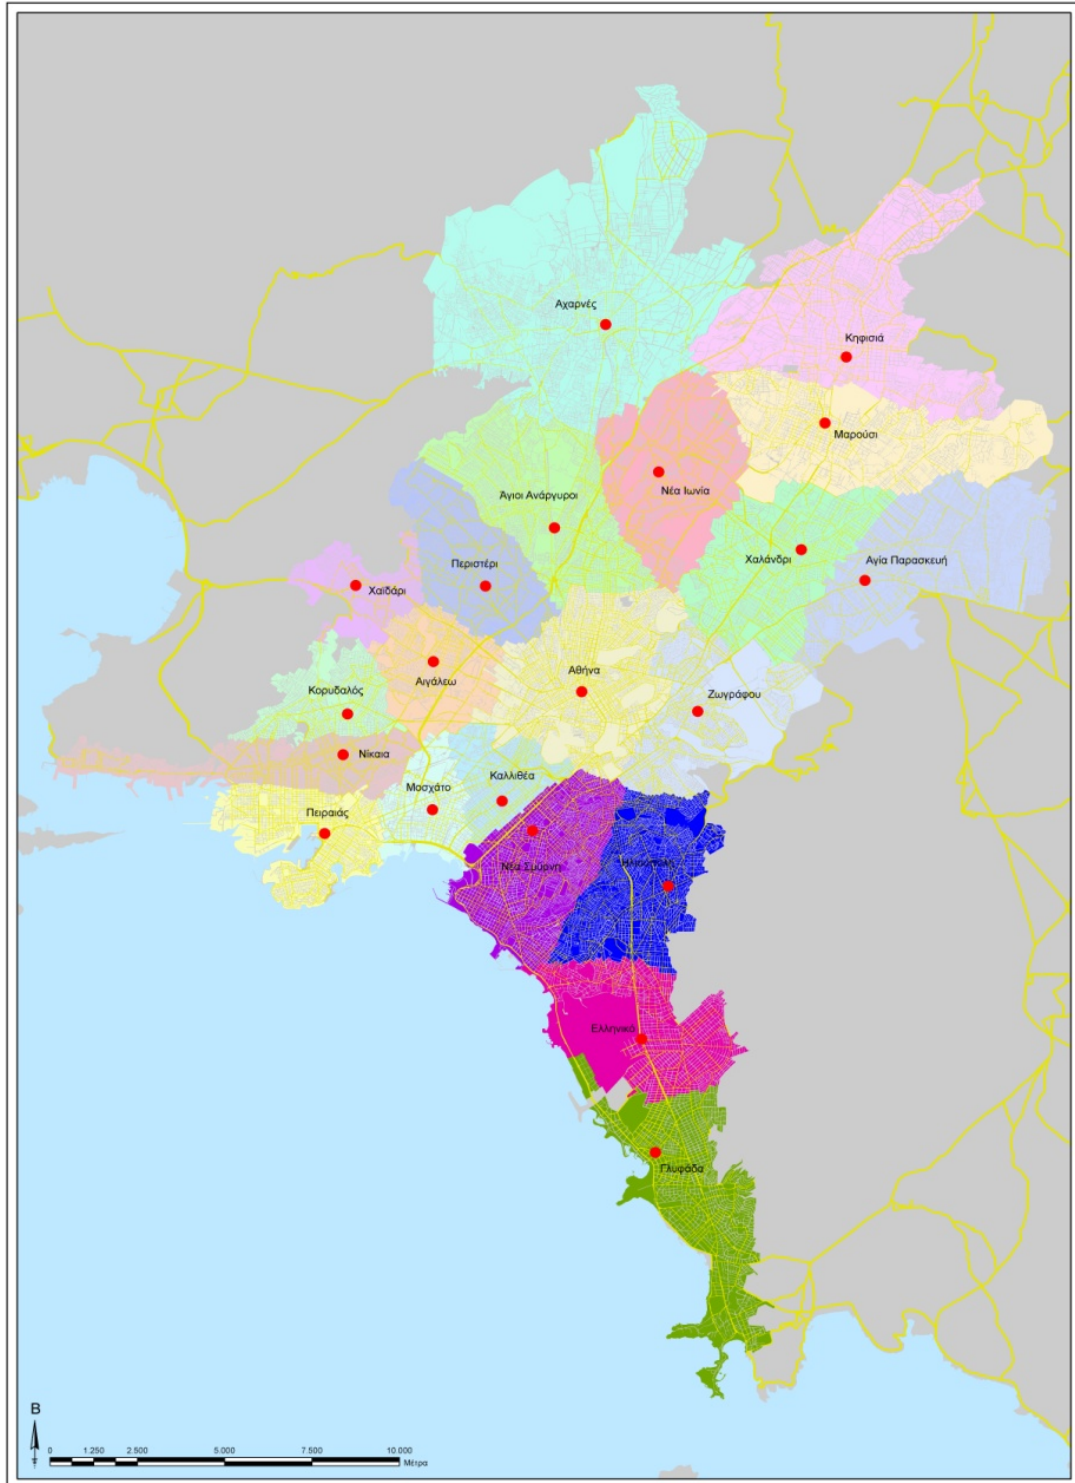 Αχαρνές
Κηφισιά
Μαρούσι
Νέα Ιωνία
Άγιοι Ανάργυροι
Χαλάνδρι
Αγία Παρασκευή
Περιστέρι
Χαϊδάρι
Αθήνα
Αιγάλεω
Κορυδαλός
Ζωγράφου
Νίκαια
Καλλιθέα
Μοσχάτο
Πειραιάς
Νέα Σμύρνη
Ηλιούπολη
Ελληνικό
Γλυφάδα
Β
0 1.250 2.500 5.000 7.500 10.000
Μέτρα